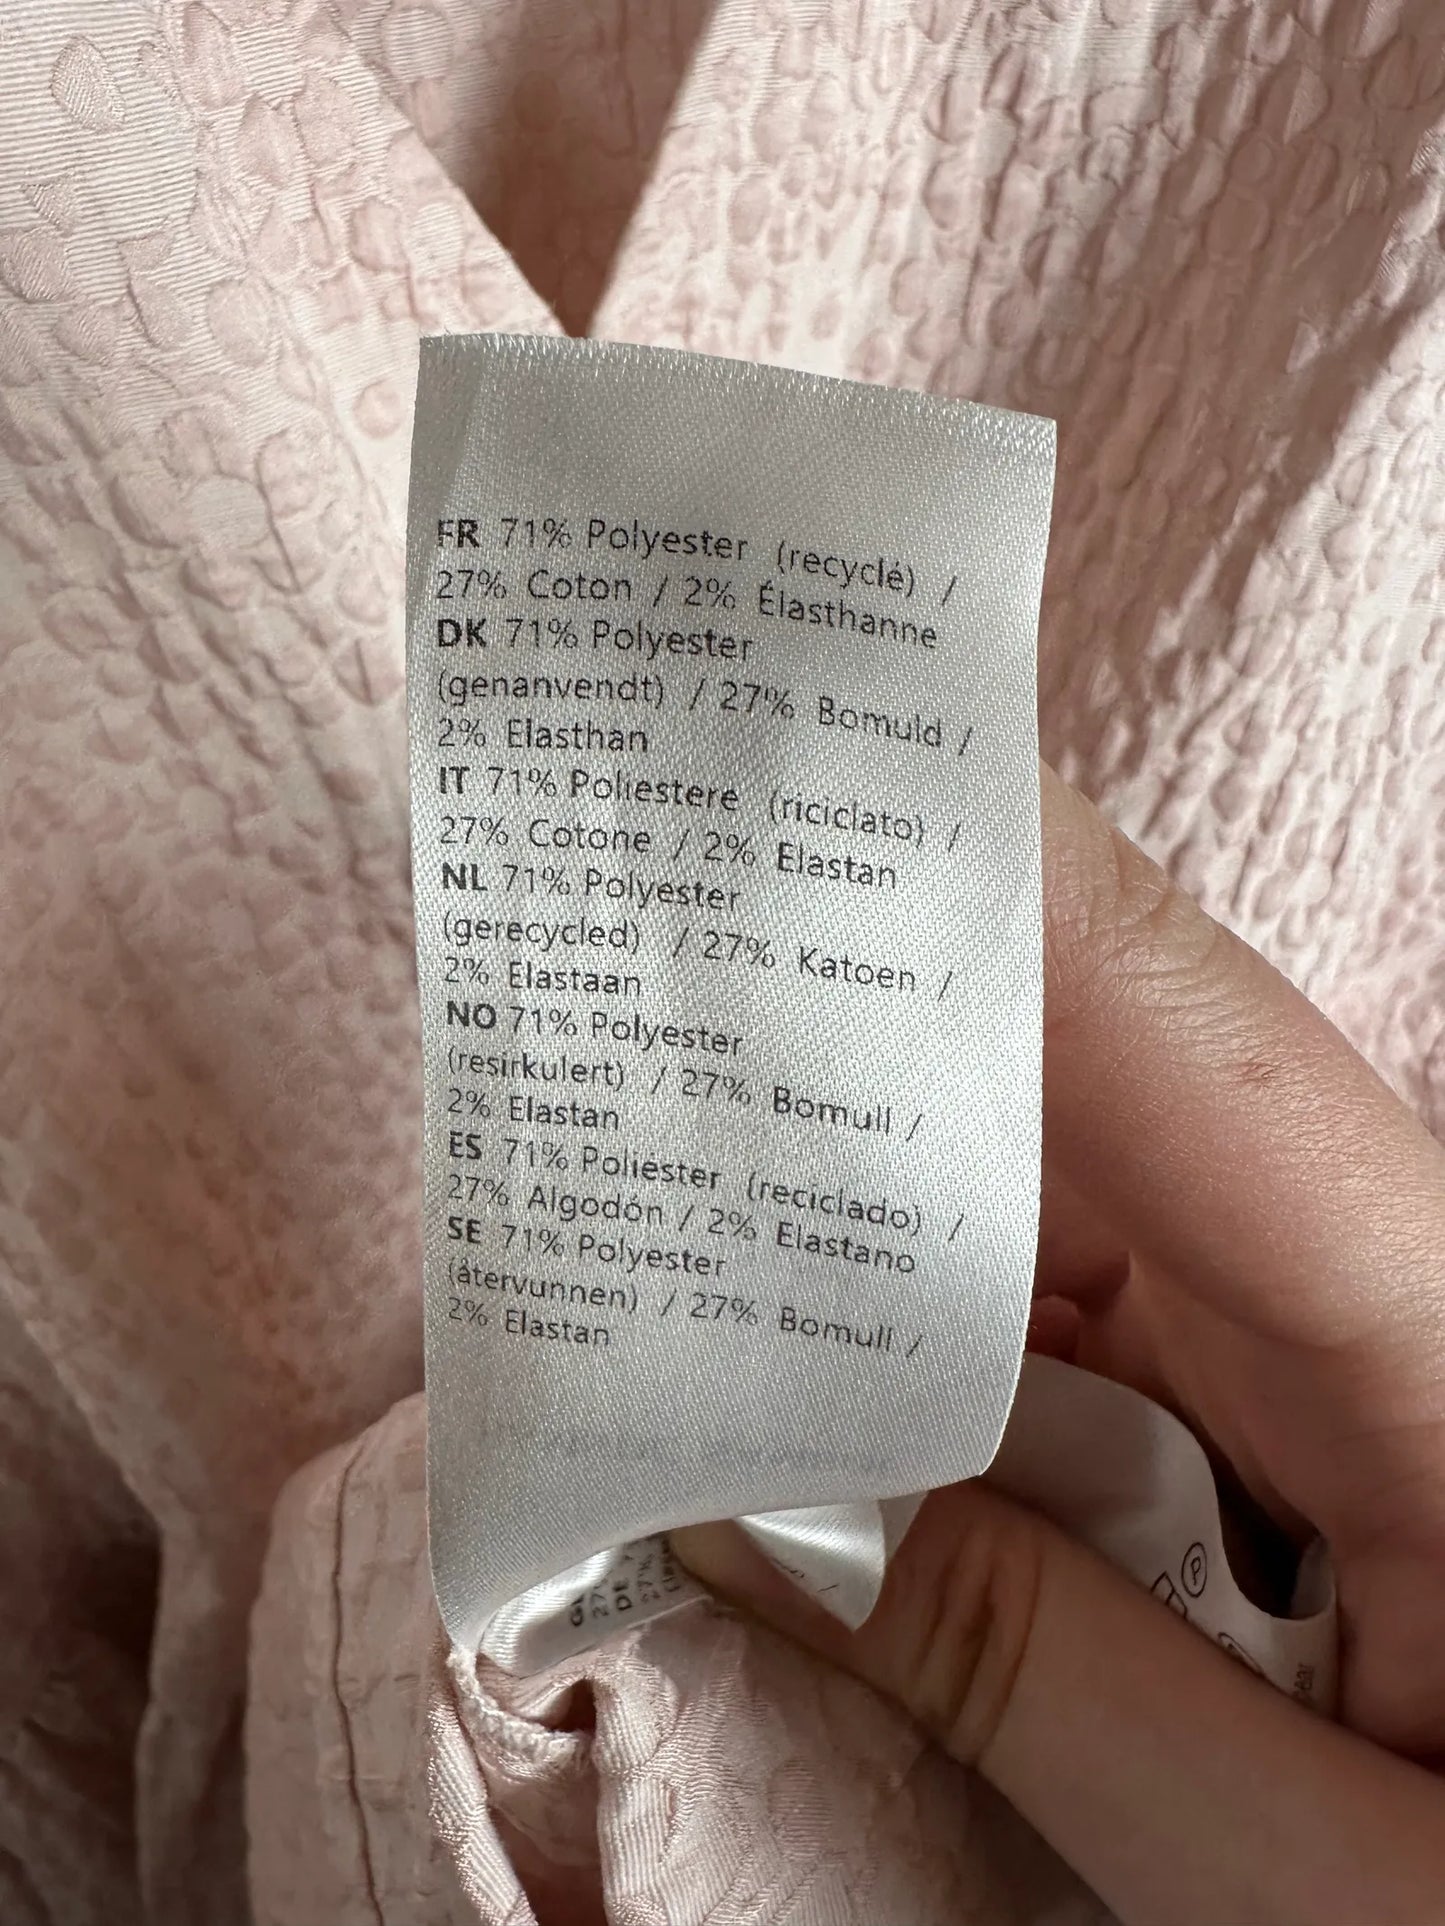 FR 71% Polyester (recyclé) /
27% Coton / 2% Élasthanne
DK 71% Polyester
(genanvendt) / 27% Bomuld /
2% Elasthan
IT 71% Poliestere (riciclato) /
27% Cotone / 2% Elastan
NL 71% Polyester
(gerecycled) / 27% Katoen /
2% Elastaan
NO 71% Polyester
(resirkulert) / 27% Bomull /
2% Elastan
ES 71% Poliester (reciclado) /
27% Algodón / 2% Elastano
SE 71% Polyester
(återvunnen) / 27% Bomull /
2% Elastan
DE
27%
P